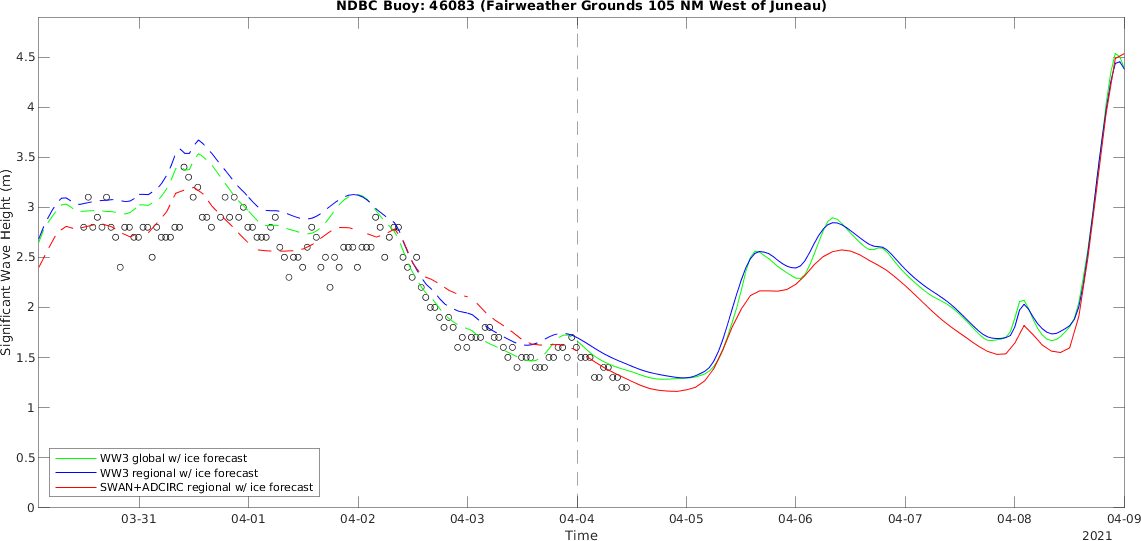 NDBC Buoy: 46083 (Fairweather Grounds 105 NM West of Juneau)
Significant Wave Height (m)
4.5
4
3.5
3
2.5
2
1.5
1
0.5
0
WW3 global w/ ice forecast
WW3 regional w/ ice forecast
SWAN+ADCIRC regional w/ ice forecast
03-31 04-01 04-02 04-03 04-04 04-05 04-06 04-07 04-08 04-09
Time
2021